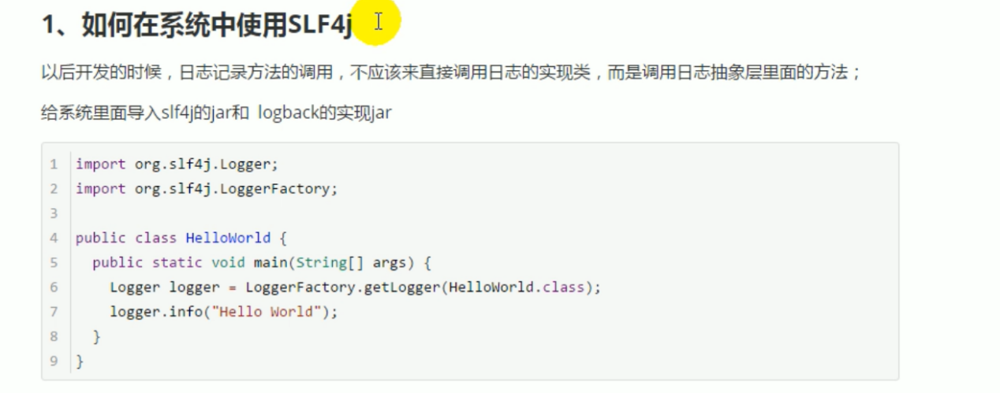 1、如何在系统中使用SLF4j
以后开发的时候，日志记录方法的调用，不应该来直接调用日志的实现类，而是调用日志抽象层里面的方法；
给系统里面导入slf4j的jar和 logback的实现jar
1 import org.slf4j.Logger;
2 import org.slf4j.LoggerFactory;
3
4 public class HelloWorld {
5   public static void main(String[] args) {
6     Logger logger = LoggerFactory.getLogger(HelloWorld.class);
7     logger.info("Hello World");
8   }
9 }